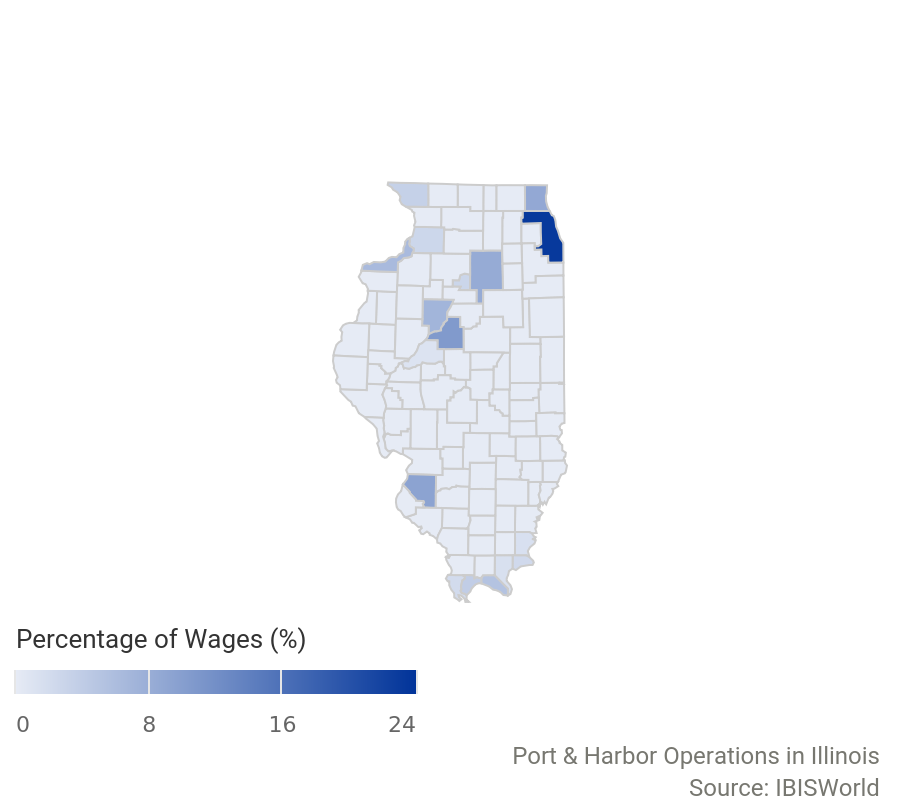 Percentage of Wages (%)
0 8 16 24
Port & Harbor Operations in Illinois
Source: IBISWorld